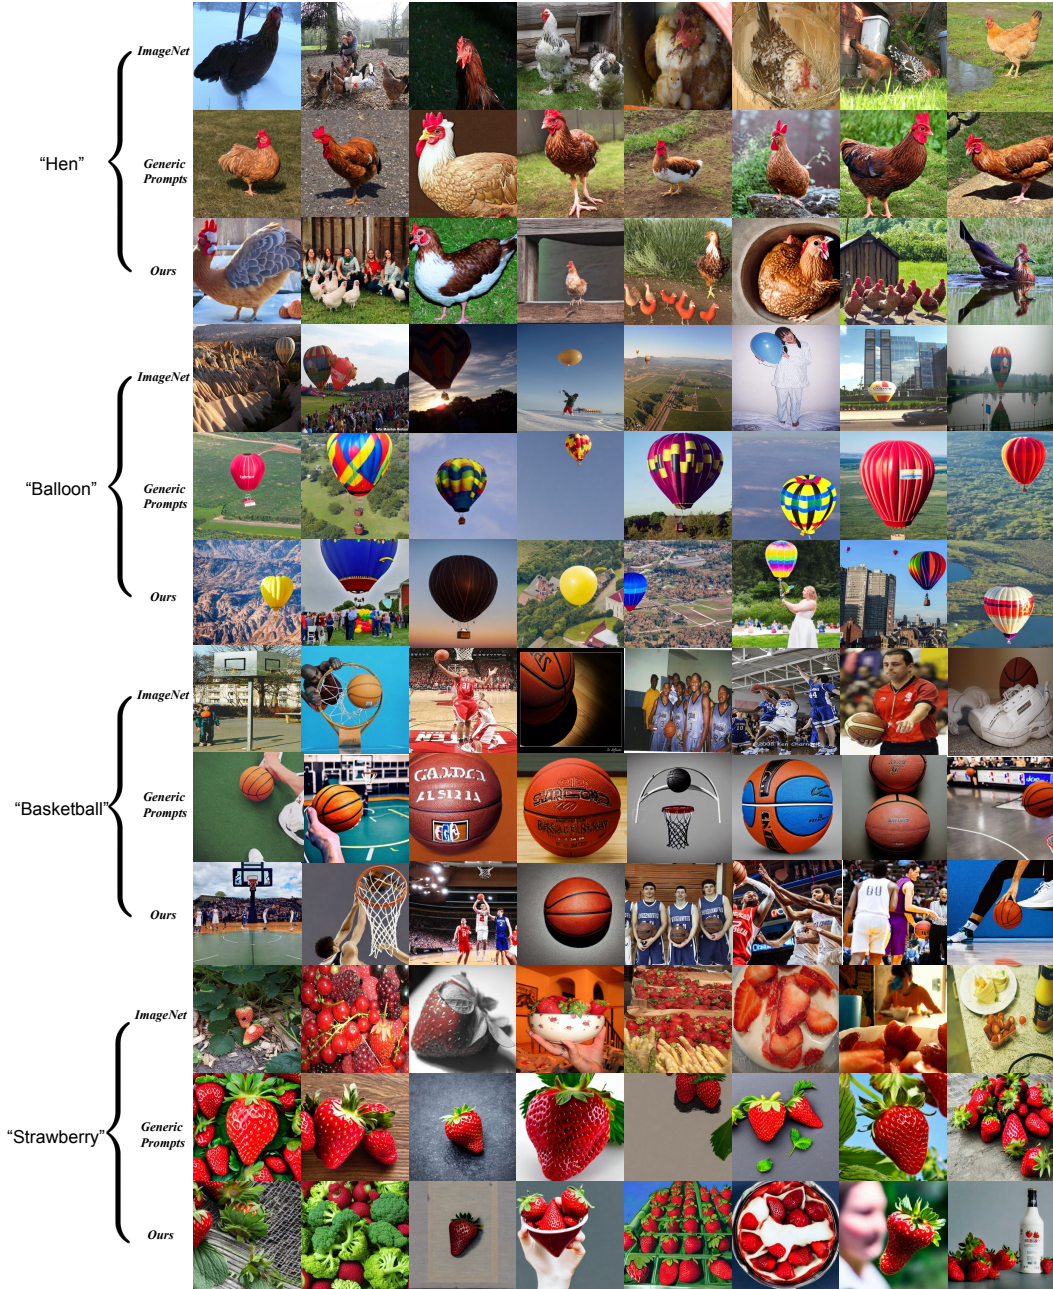 ImageNet
"Hen"
Generic
Prompts
Ours
ImageNet
"Balloon"
Generic
Prompts
Ours
ImageNet
"Basketball"
Generic
Prompts
Ours
ImageNet
"Strawberry"
Generic
Prompts
Ours